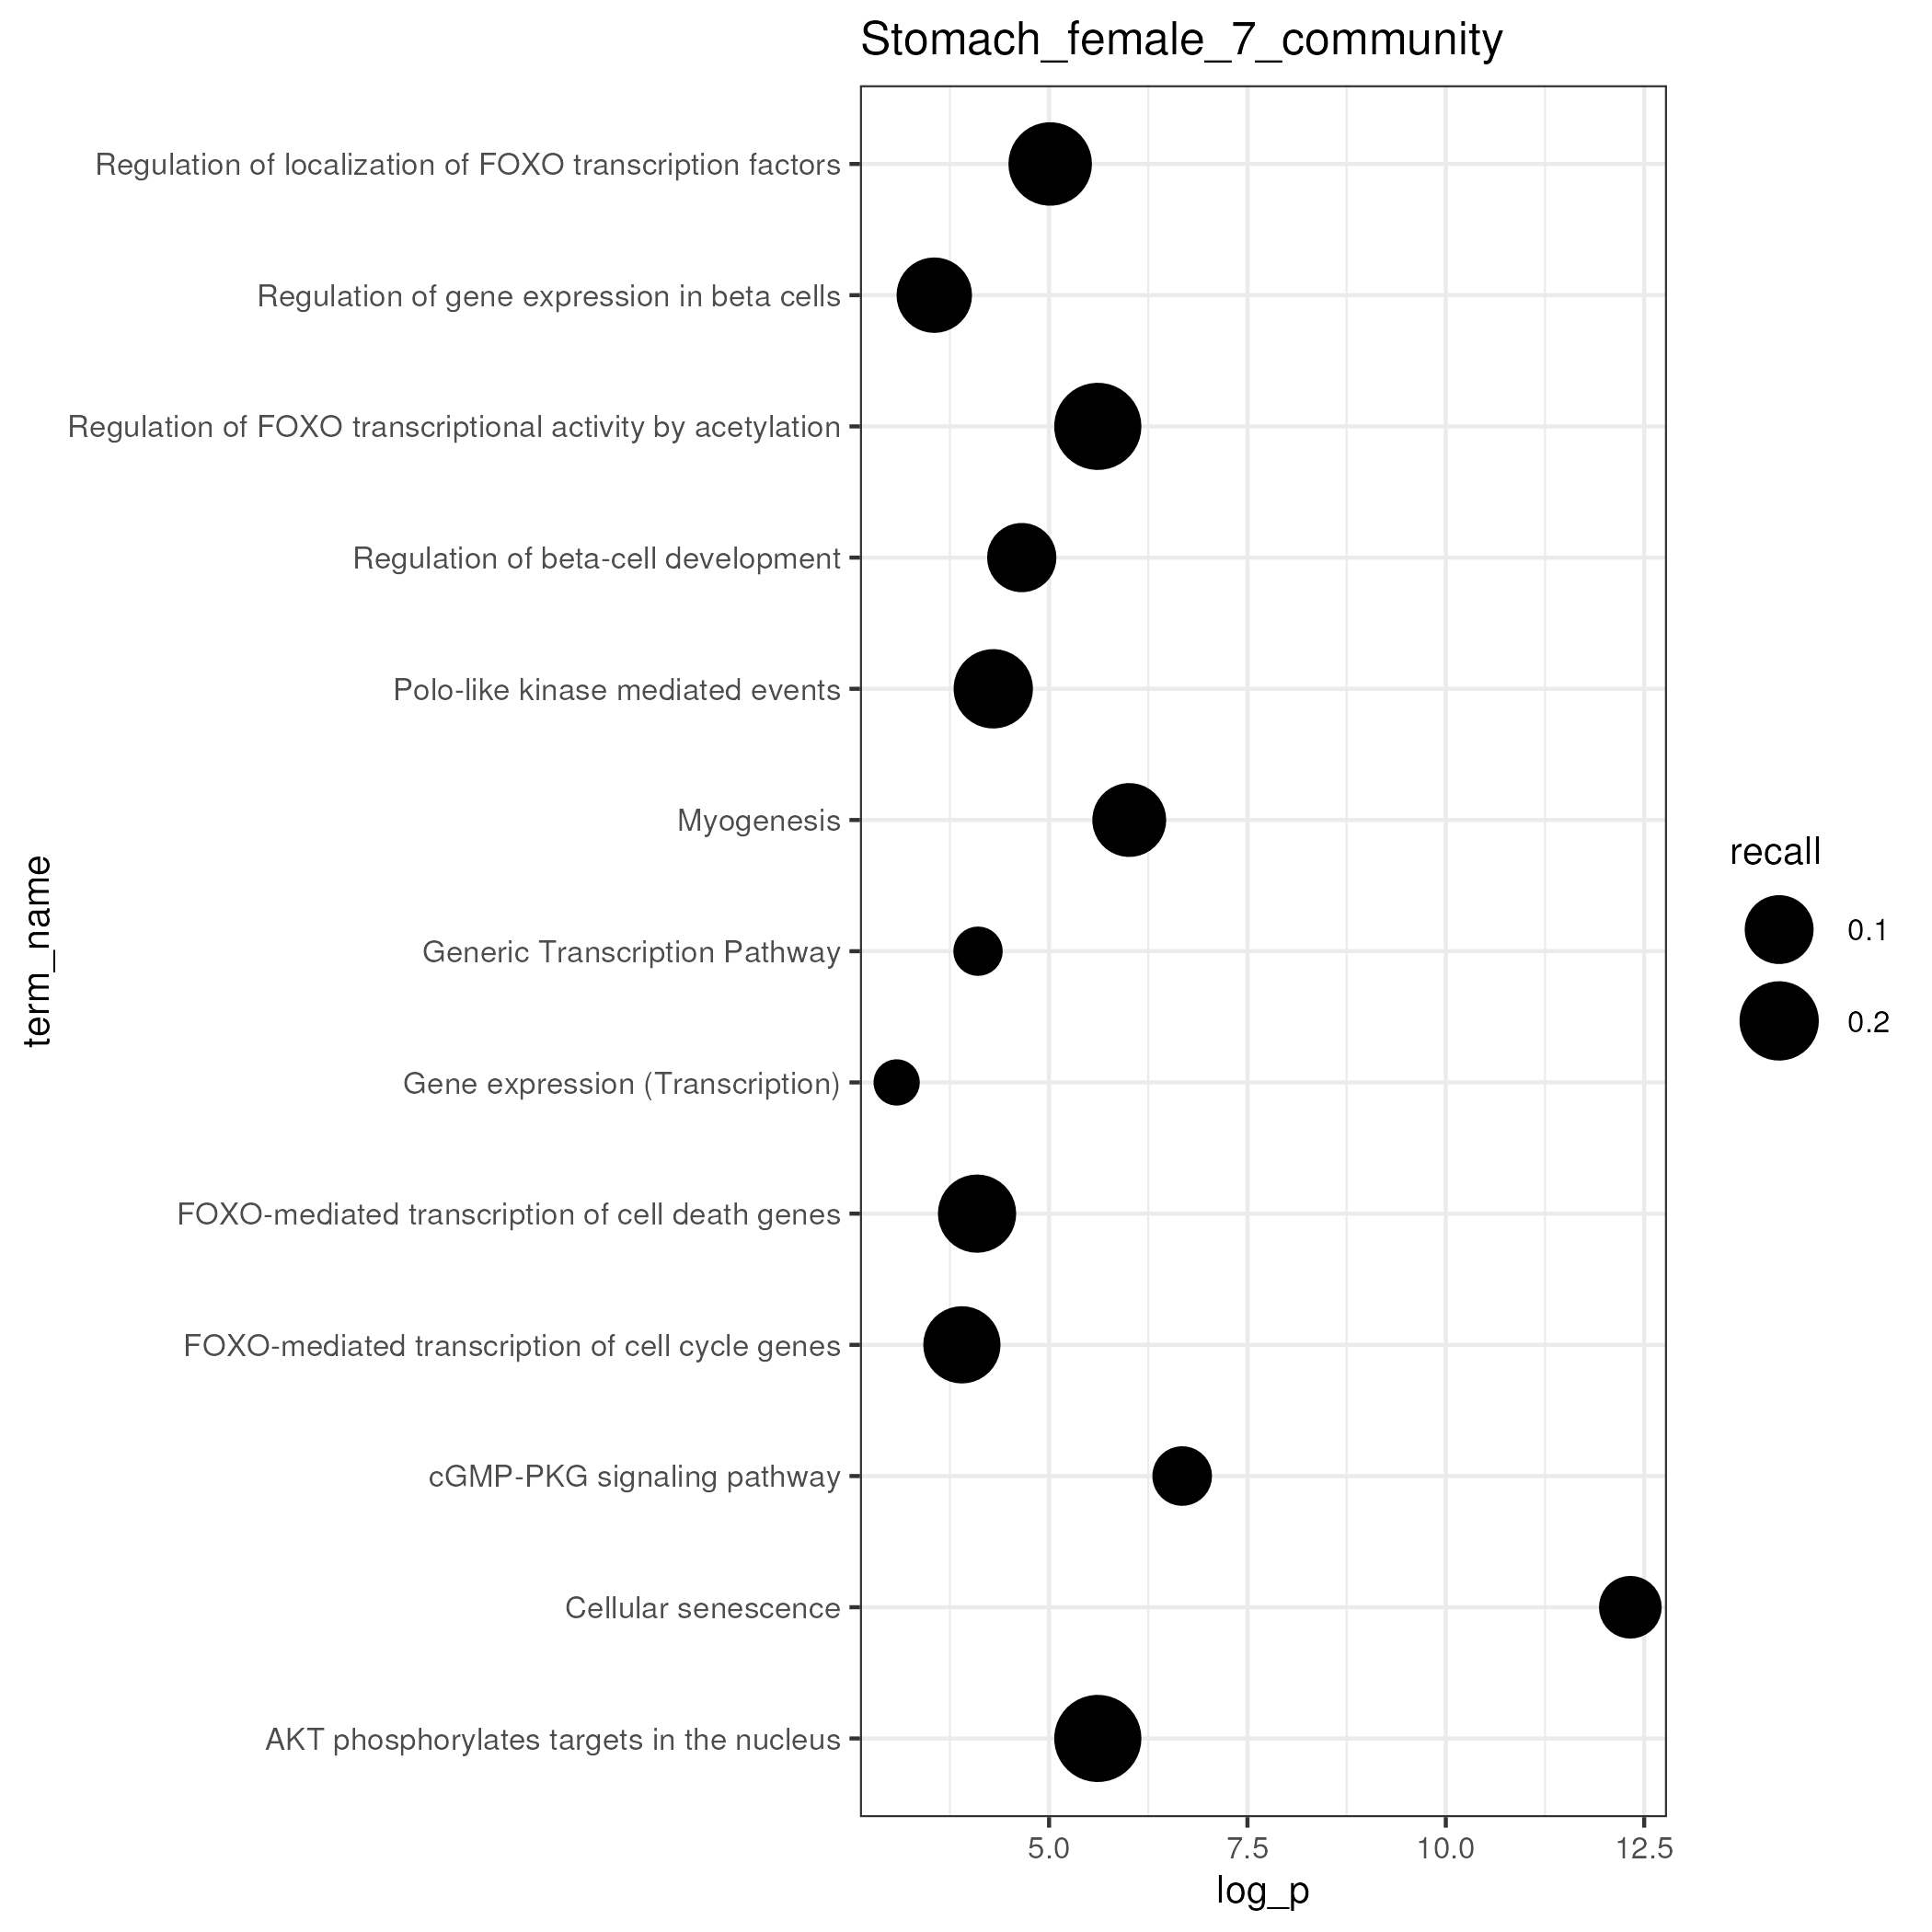 Stomach_female_7_community
term_name
Regulation of localization of FOXO transcription factors
Regulation of gene expression in beta cells
Regulation of FOXO transcriptional activity by acetylation
Regulation of beta-cell development
Polo-like kinase mediated events
Myogenesis
Generic Transcription Pathway
Gene expression (Transcription)
FOXO-mediated transcription of cell death genes
FOXO-mediated transcription of cell cycle genes
cGMP-PKG signaling pathway
Cellular senescence
AKT phosphorylates targets in the nucleus
5.0 7.5 10.0 12.5
log_p
recall
0.1
0.2